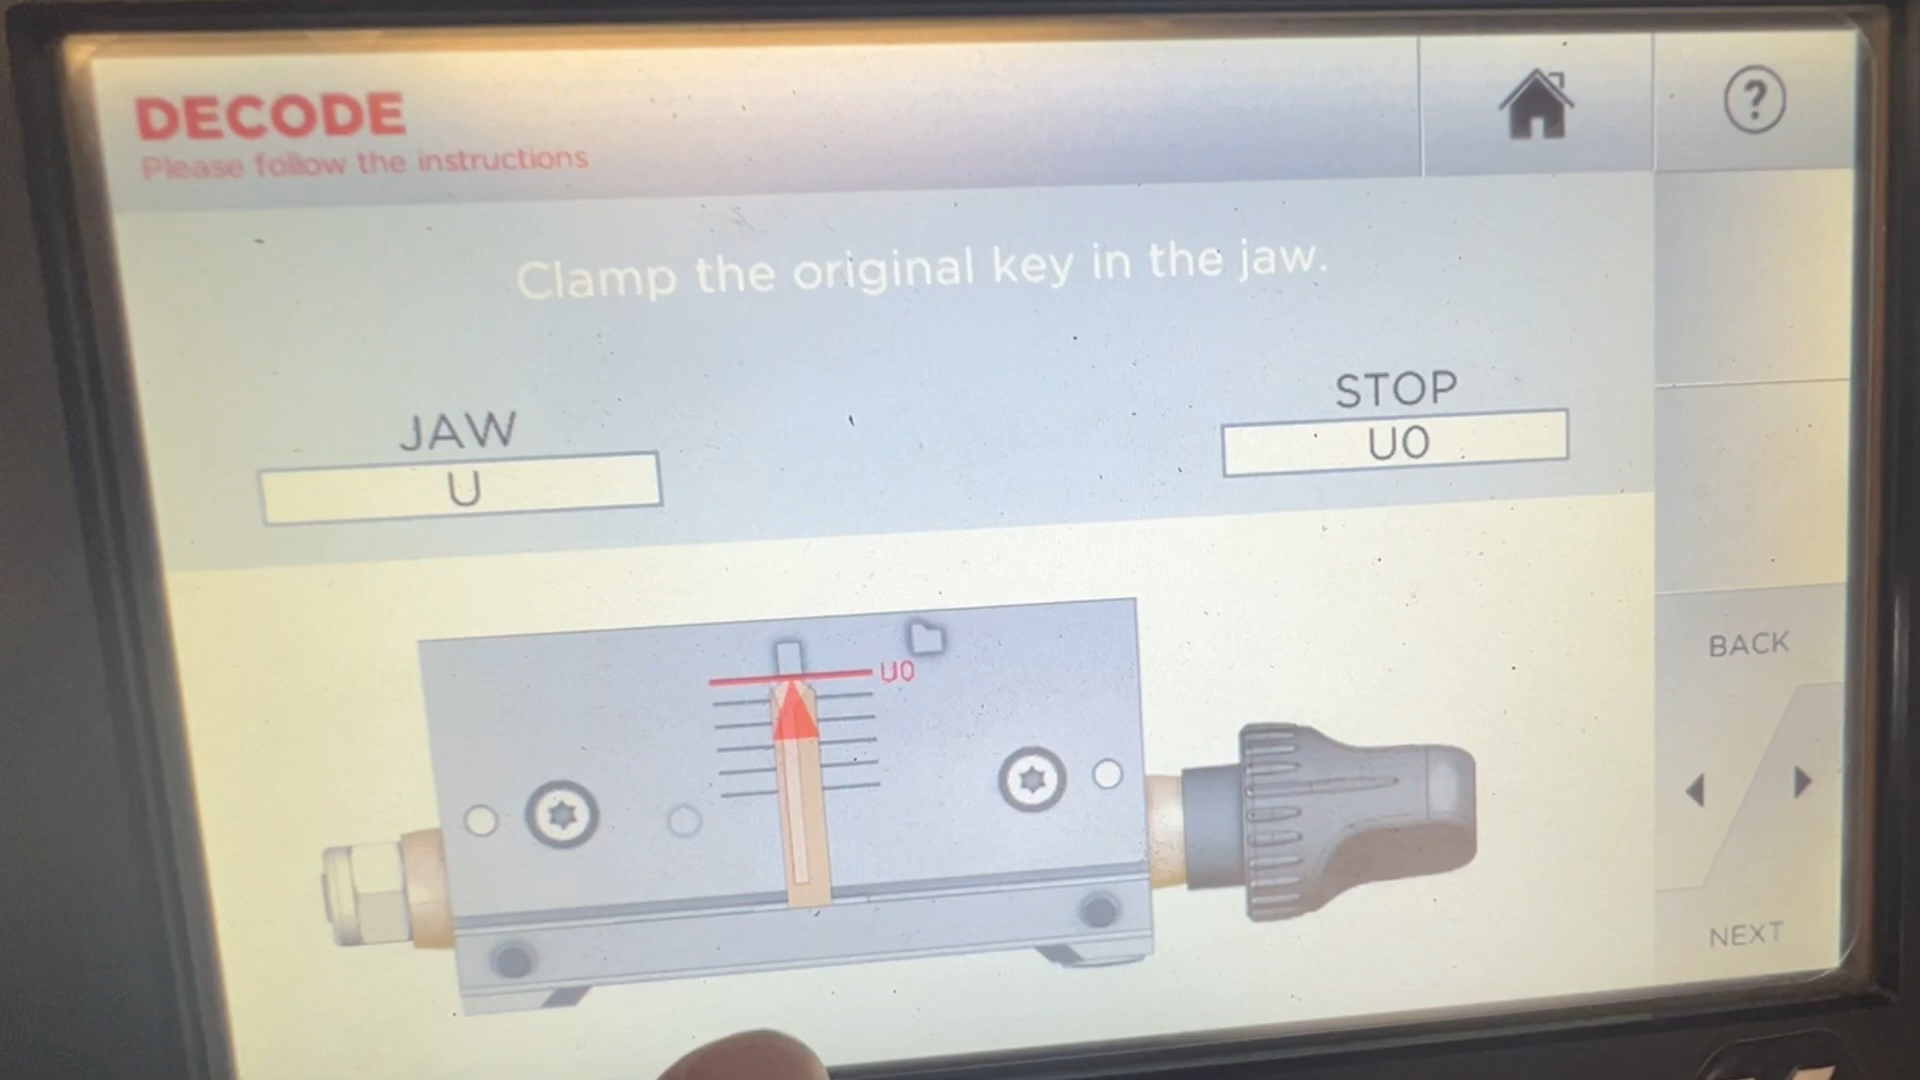 DECODE
Please follow the instructions
?
Clamp the original key in the jaw.
JAW
U
STOP
U0
U0
BACK
NEXT